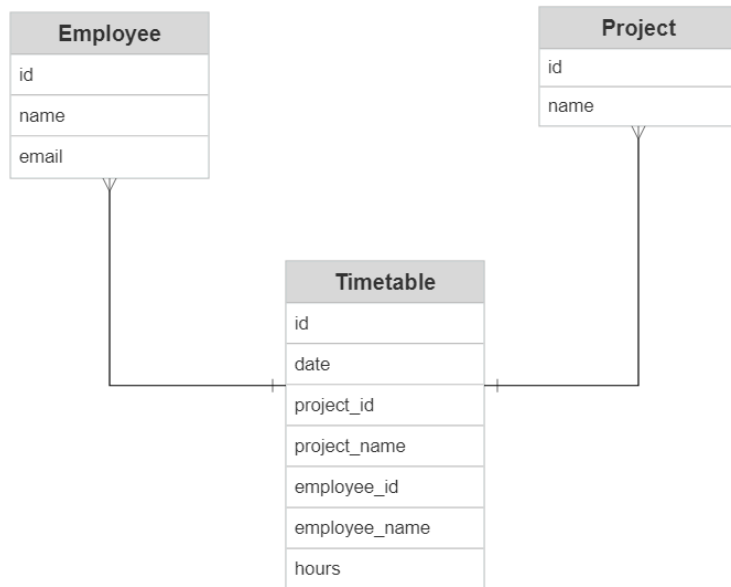 Employee
id
name
email
Project
id
name
Timetable
id
date
project_id
project_name
employee_id
employee_name
hours